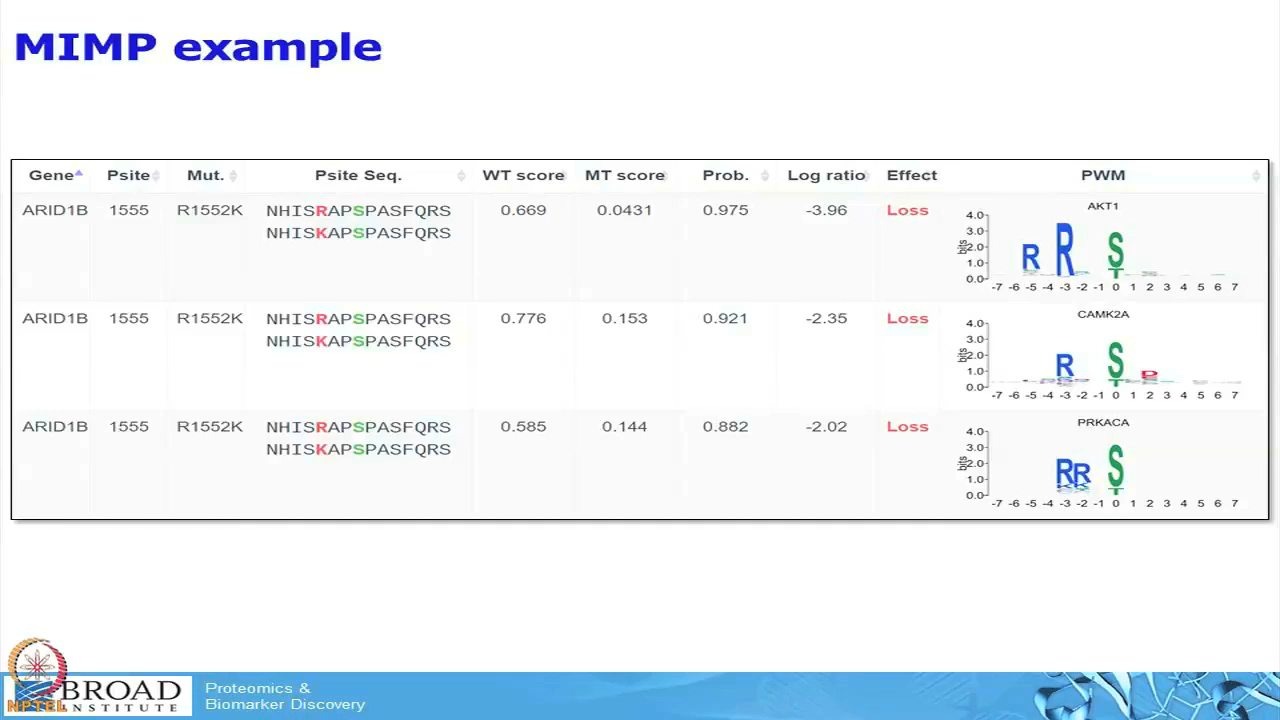 MIMP example
Gene Psite Mut. Psite Seq. WT score MT score Prob. Log ratio Effect PWM
ARID1B 1555 R1552K NHISRAPSPASFQRS 0.669 0.0431 0.975 -3.96 Loss
NHISKAPSPASFQRS
AKT1
4.0
3.0
2.0
1.0
0.0
bits
R R S
T
-7 -6 -5 -4 -3 -2 -1 0 1 2 3 4 5 6 7
ARID1B 1555 R1552K NHISRAPSPASFQRS 0.776 0.153 0.921 -2.35 Loss
NHISKAPSPASFQRS
CAMK2A
4.0
3.0
2.0
1.0
0.0
bits
R S D
T
-7 -6 -5 -4 -3 -2 -1 0 1 2 3 4 5 6 7
ARID1B 1555 R1552K NHISRAPSPASFQRS 0.585 0.144 0.882 -2.02 Loss
NHISKAPSPASFQRS
PRKACA
4.0
3.0
2.0
1.0
0.0
bits
R R S
K K T
-7 -6 -5 -4 -3 -2 -1 0 1 2 3 4 5 6 7
BROAD
INSTITUTE
NPTEL
Proteomics &
Biomarker Discovery